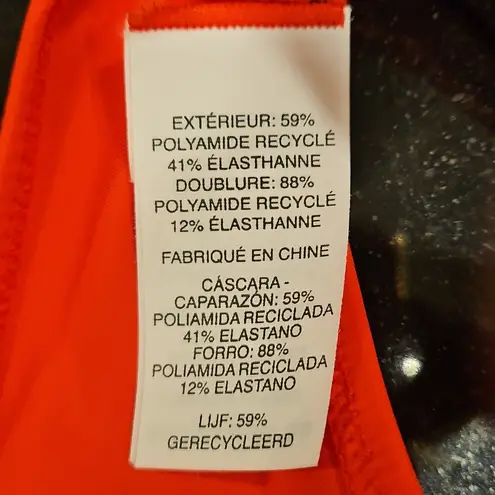 EXTÉRIEUR: 59%
POLYAMIDE RECYCLÉ
41% ÉLASTHANNE
DOUBLURE: 88%
POLYAMIDE RECYCLÉ
12% ÉLASTHANNE
FABRIQUÉ EN CHINE
CÁSCARA -
CAPARAZÓN: 59%
POLIAMIDA RECICLADA
41% ELASTANO
FORRO: 88%
POLIAMIDA RECICLADA
12% ELASTANO
LIJF: 59%
GERECYCLEERD